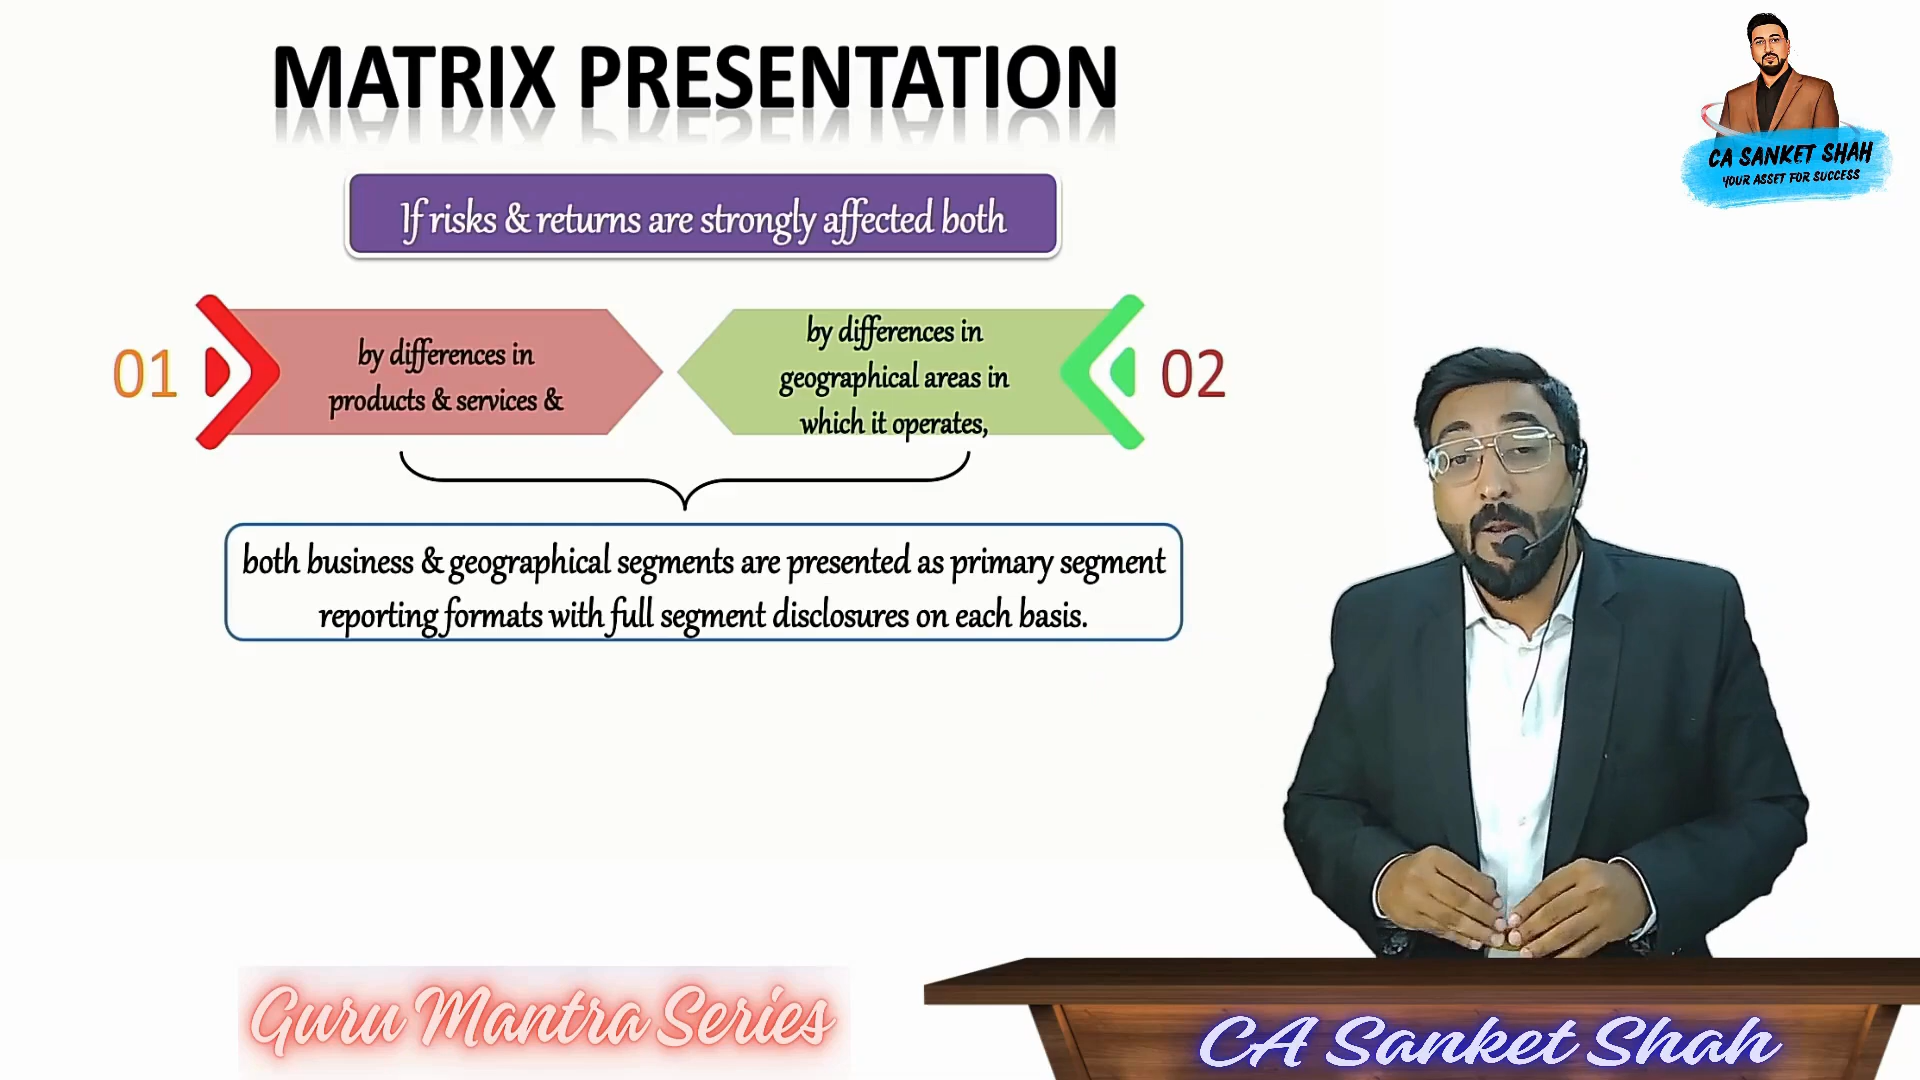 MATRIX PRESENTATION
CA SANKET SHAH
YOUR ASSET FOR SUCCESS
If risks & returns are strongly affected both
01
by differences in
products & services &
by differences in
geographical areas in
which it operates,
02
both business & geographical segments are presented as primary segment
reporting formats with full segment disclosures on each basis.
Guru Mantra Series
CA Sanket Shah